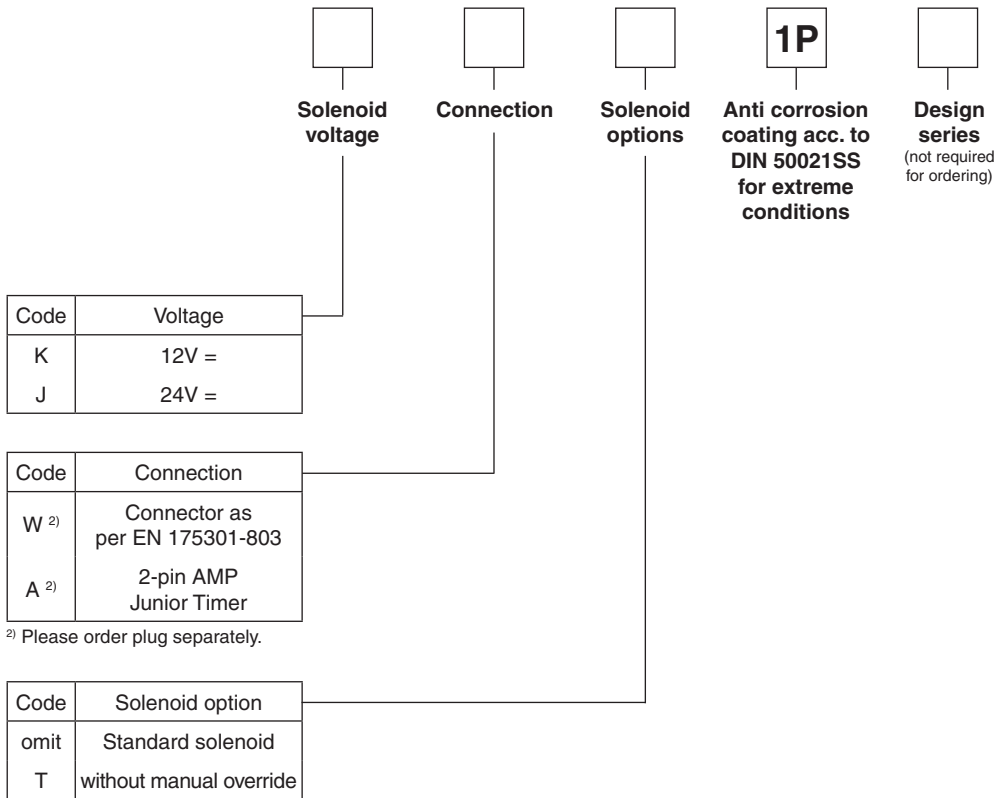 1P
Solenoid
voltage
Connection
Solenoid
options
Anti corrosion
coating acc. to
DIN 50021SS
for extreme
conditions
Design
series
(not required
for ordering)
Code Voltage
K 12V =
J 24V =
Code Connection
W 2) Connector as
per EN 175301-803
A 2) 2-pin AMP
Junior Timer
2) Please order plug separately.
Code Solenoid option
omit Standard solenoid
T without manual override